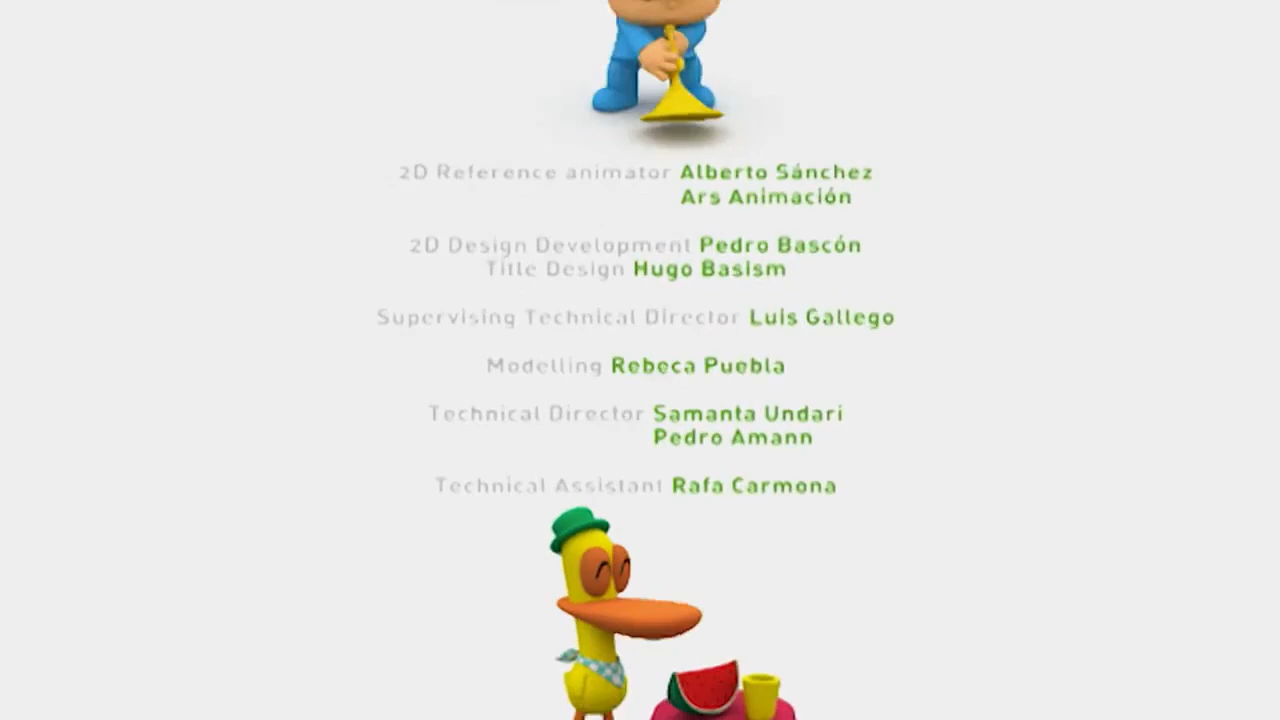 2D Reference animator Alberto Sánchez
Ars Animación
2D Design Development Pedro Bascón
Title Design Hugo Basism
Supervising Technical Director Luis Gallego
Modelling Rebeca Puebla
Technical Director Samanta Undari
Pedro Amann
Technical Assistant Rafa Carmona